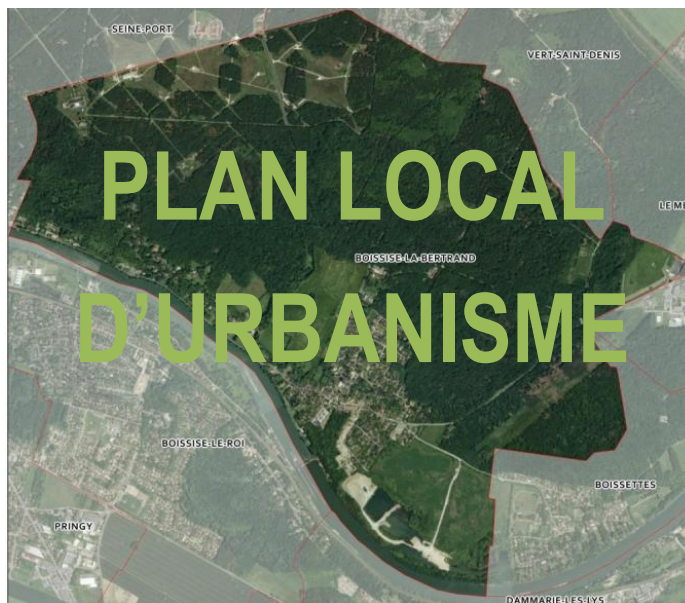 SEINE-PORT
VERT-SAINT-DENIS
PLAN LOCAL
LE ME
BOISSISE-LA-BERTRAND
D'URBANISME
BOISSISE-LE-ROI
BOISSETTES
PRINGY
DAMMARIE-LES-LYS